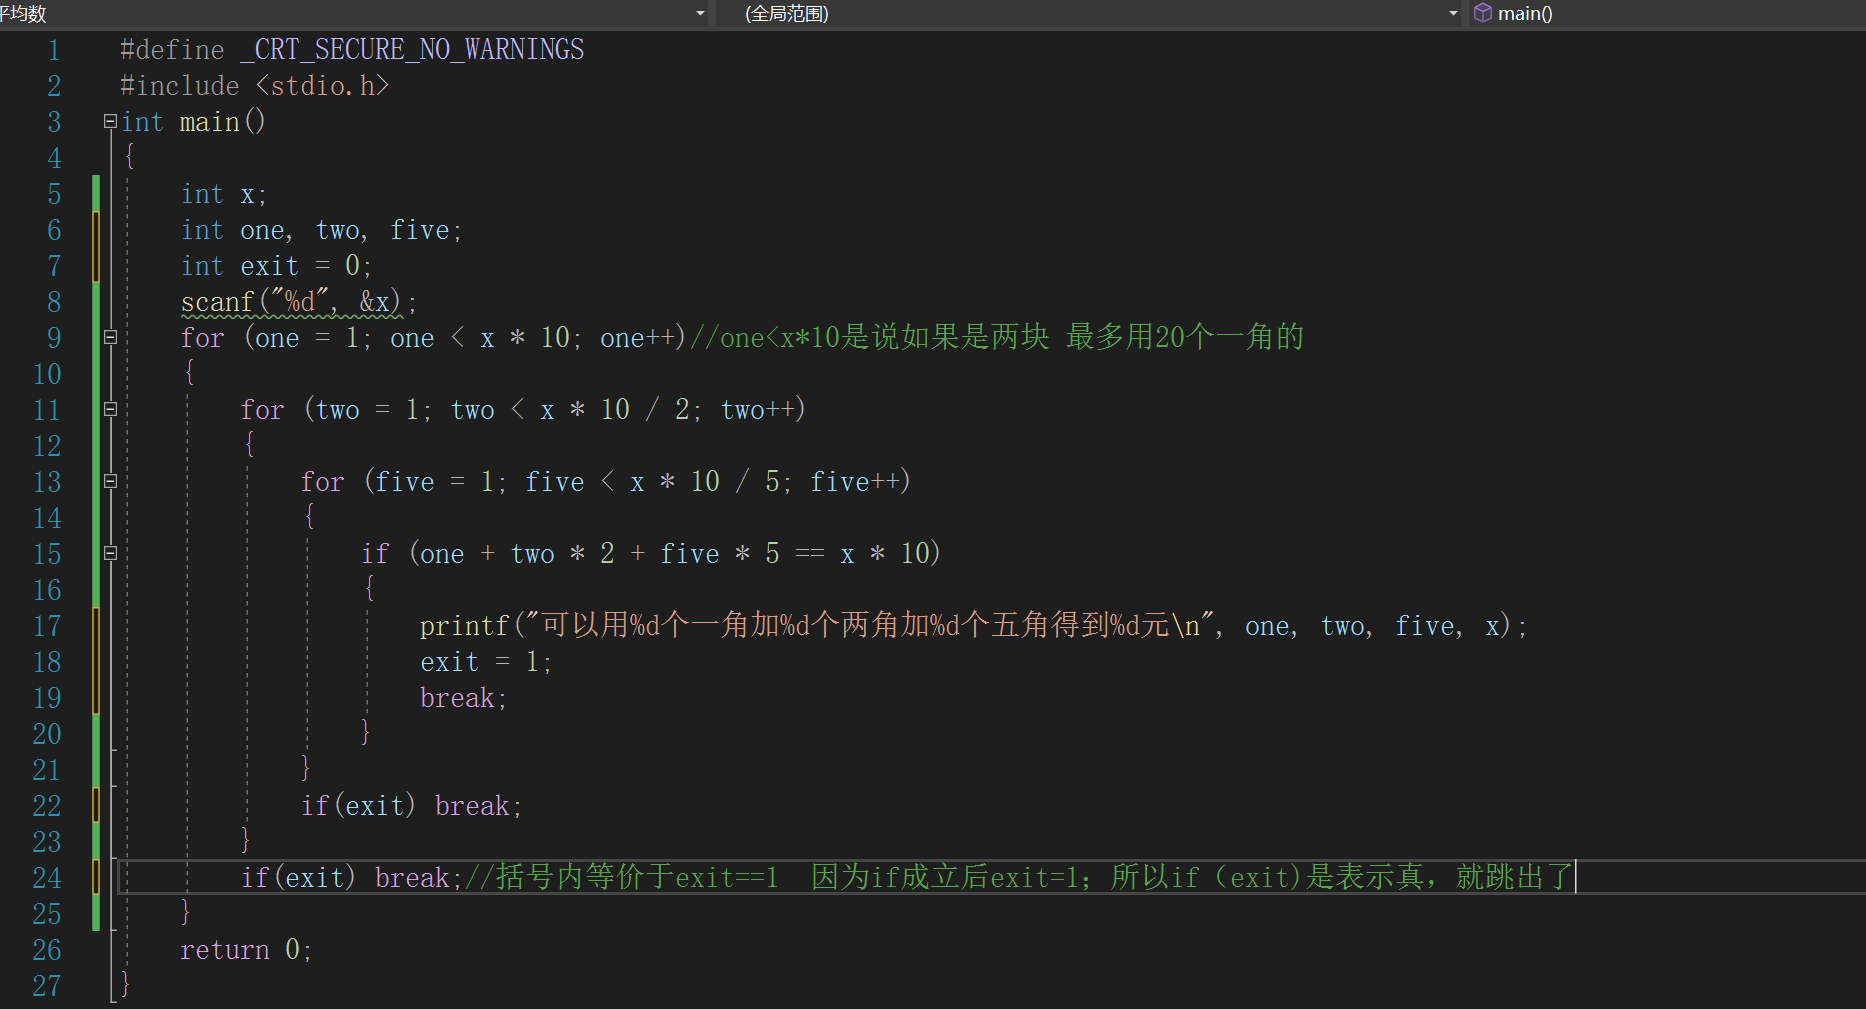 平均数 (全局范围) main()
1 #define _CRT_SECURE_NO_WARNINGS
2 #include <stdio.h>
3 int main()
4 {
5 int x;
6 int one, two, five;
7 int exit = 0;
8 scanf("%d", &x);
9 for (one = 1; one < x * 10; one++)//one<x*10是说如果是两块 最多用20个一角的
10 {
11 for (two = 1; two < x * 10 / 2; two++)
12 {
13 for (five = 1; five < x * 10 / 5; five++)
14 {
15 if (one + two * 2 + five * 5 == x * 10)
16 {
17 printf("可以用%d个一角加%d个两角加%d个五角得到%d元\n", one, two, five, x);
18 exit = 1;
19 break;
20 }
21 }
22 if(exit) break;
23 }
24 if(exit) break;//括号内等价于exit==1 因为if成立后exit=1；所以if（exit)是表示真，就跳出了
25 }
26 return 0;
27 }